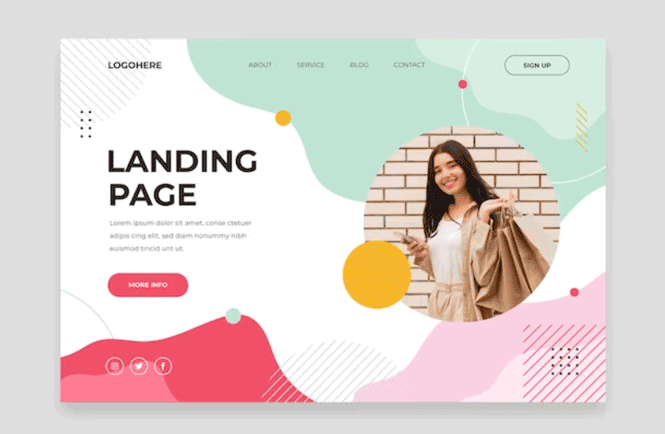 LOGOHERE
ABOUT SERVICE BLOG CONTACT
SIGN UP
LANDING
PAGE
Lorem ipsum dolor sit amet, conse ctetuer
adipis cing elit, sed diam nonummy nibh
euismod tincid unt ut.
MORE INFO